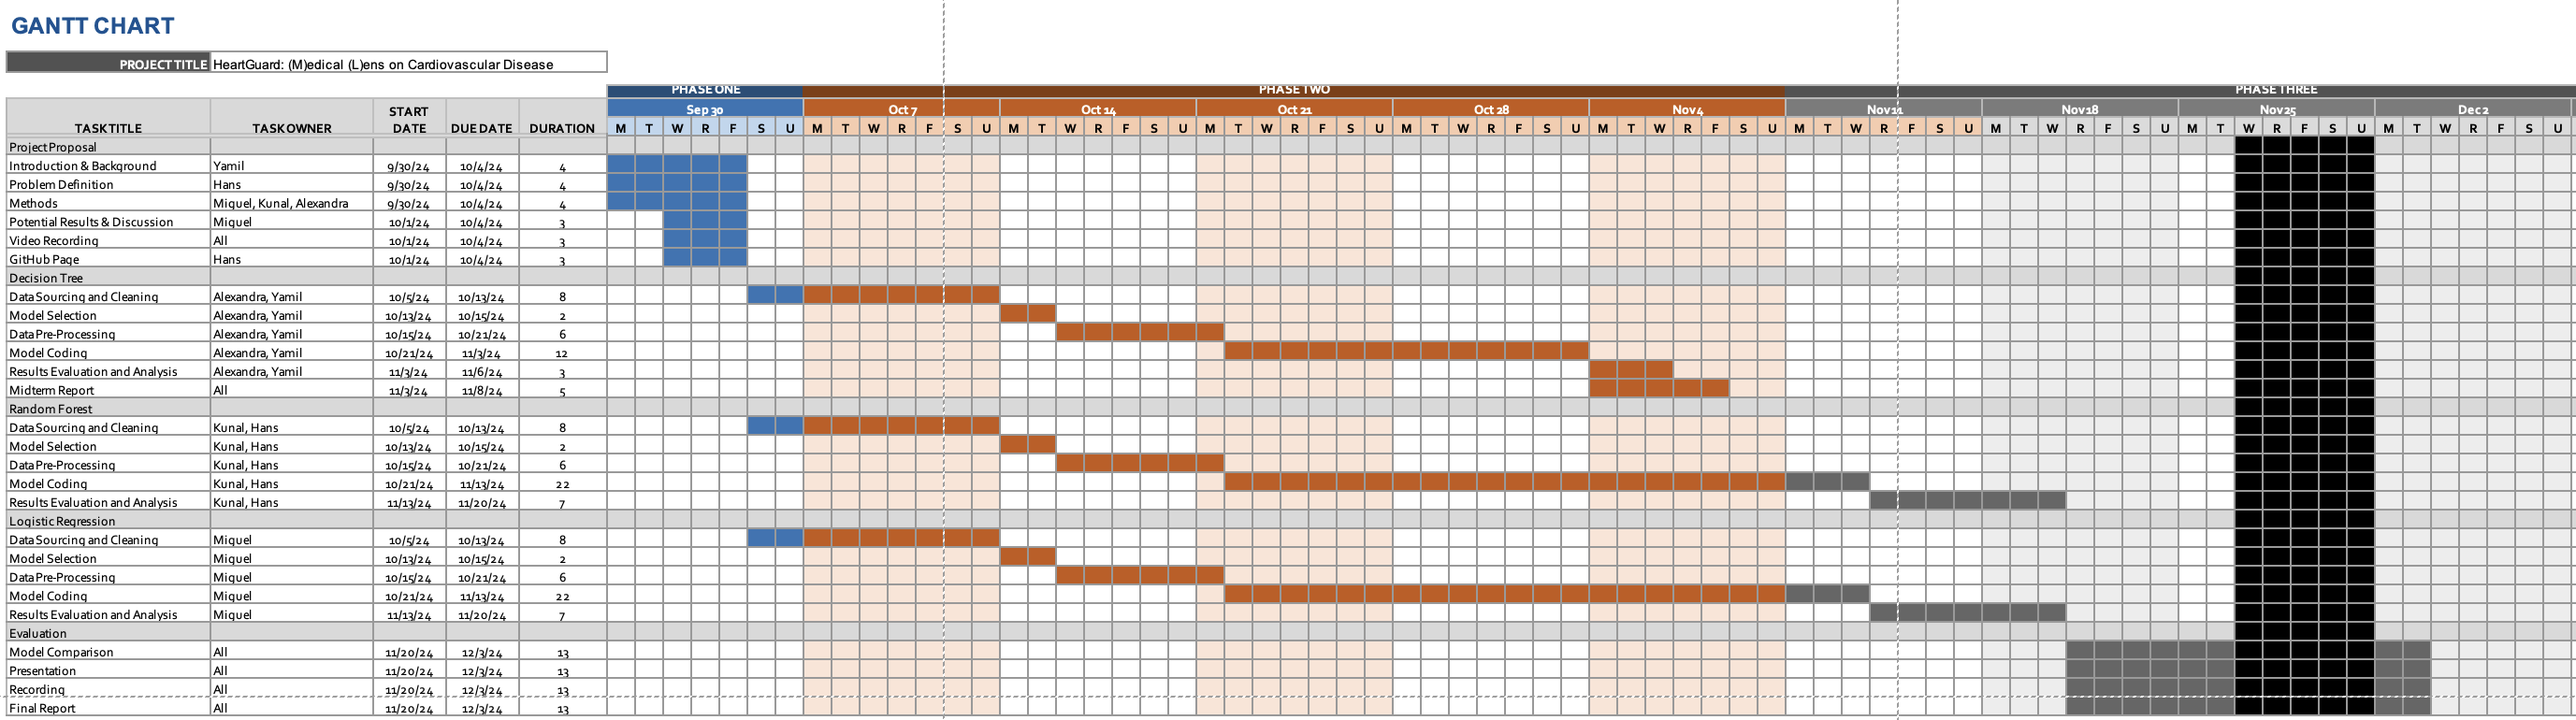 GANTT CHART
PROJECT TITLE HeartGuard: (M)edical (L)ens on Cardiovascular Disease
PHASE ONE PHASE TWO PHASE THREE
Sep 30 Oct 7 Oct 14 Oct 21 Oct 28 Nov 4 Nov 11 Nov 18 Nov 25 Dec 2
TASK TITLE TASK OWNER START DATE DUE DATE DURATION M T W R F S U M T W R F S U M T W R F S U M T W R F S U M T W R F S U M T W R F S U M T W R F S U M T W R F S U M T W R F S U M T W R F S U
Project Proposal
Introduction & Background Yamil 9/30/24 10/4/24 4
Problem Definition Hans 9/30/24 10/4/24 4
Methods Miguel, Kunal, Alexandra 9/30/24 10/4/24 4
Potential Results & Discussion Miguel 10/1/24 10/4/24 3
Video Recording All 10/1/24 10/4/24 3
GitHub Page Hans 10/1/24 10/4/24 3
Decision Tree
Data Sourcing and Cleaning Alexandra, Yamil 10/5/24 10/13/24 8
Model Selection Alexandra, Yamil 10/13/24 10/15/24 2
Data Pre-Processing Alexandra, Yamil 10/15/24 10/21/24 6
Model Coding Alexandra, Yamil 10/21/24 11/3/24 12
Results Evaluation and Analysis Alexandra, Yamil 11/3/24 11/6/24 3
Midterm Report All 11/3/24 11/8/24 5
Random Forest
Data Sourcing and Cleaning Kunal, Hans 10/5/24 10/13/24 8
Model Selection Kunal, Hans 10/13/24 10/15/24 2
Data Pre-Processing Kunal, Hans 10/15/24 10/21/24 6
Model Coding Kunal, Hans 10/21/24 11/13/24 22
Results Evaluation and Analysis Kunal, Hans 11/13/24 11/20/24 7
Logistic Regression
Data Sourcing and Cleaning Miguel 10/5/24 10/13/24 8
Model Selection Miguel 10/13/24 10/15/24 2
Data Pre-Processing Miguel 10/15/24 10/21/24 6
Model Coding Miguel 10/21/24 11/13/24 22
Results Evaluation and Analysis Miguel 11/13/24 11/20/24 7
Evaluation
Model Comparison All 11/20/24 12/3/24 13
Presentation All 11/20/24 12/3/24 13
Recording All 11/20/24 12/3/24 13
Final Report All 11/20/24 12/3/24 13